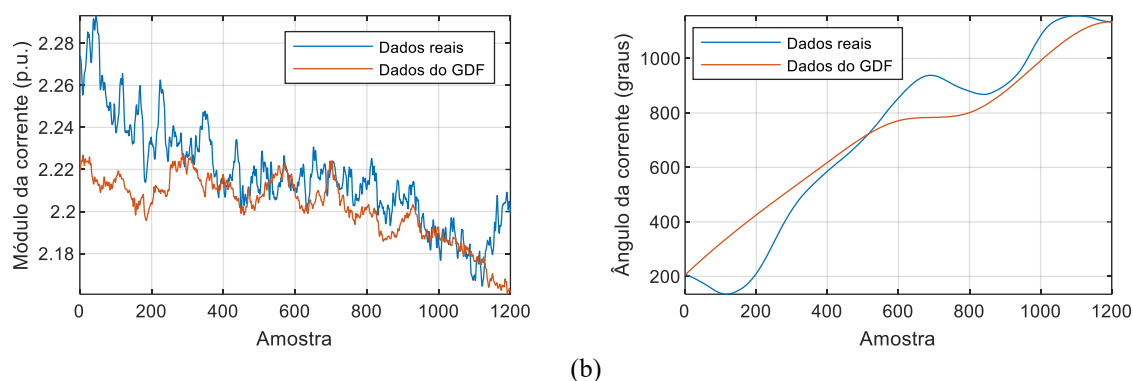 2.28
2.26
2.24
2.22
2.2
2.18
Módulo da corrente (p.u.)
Dados reais
Dados do GDF
0 200 400 600 800 1000 1200
Amostra
1000
800
600
400
200
Ângulo da corrente (graus)
Dados reais
Dados do GDF
0 200 400 600 800 1000 1200
Amostra
(b)